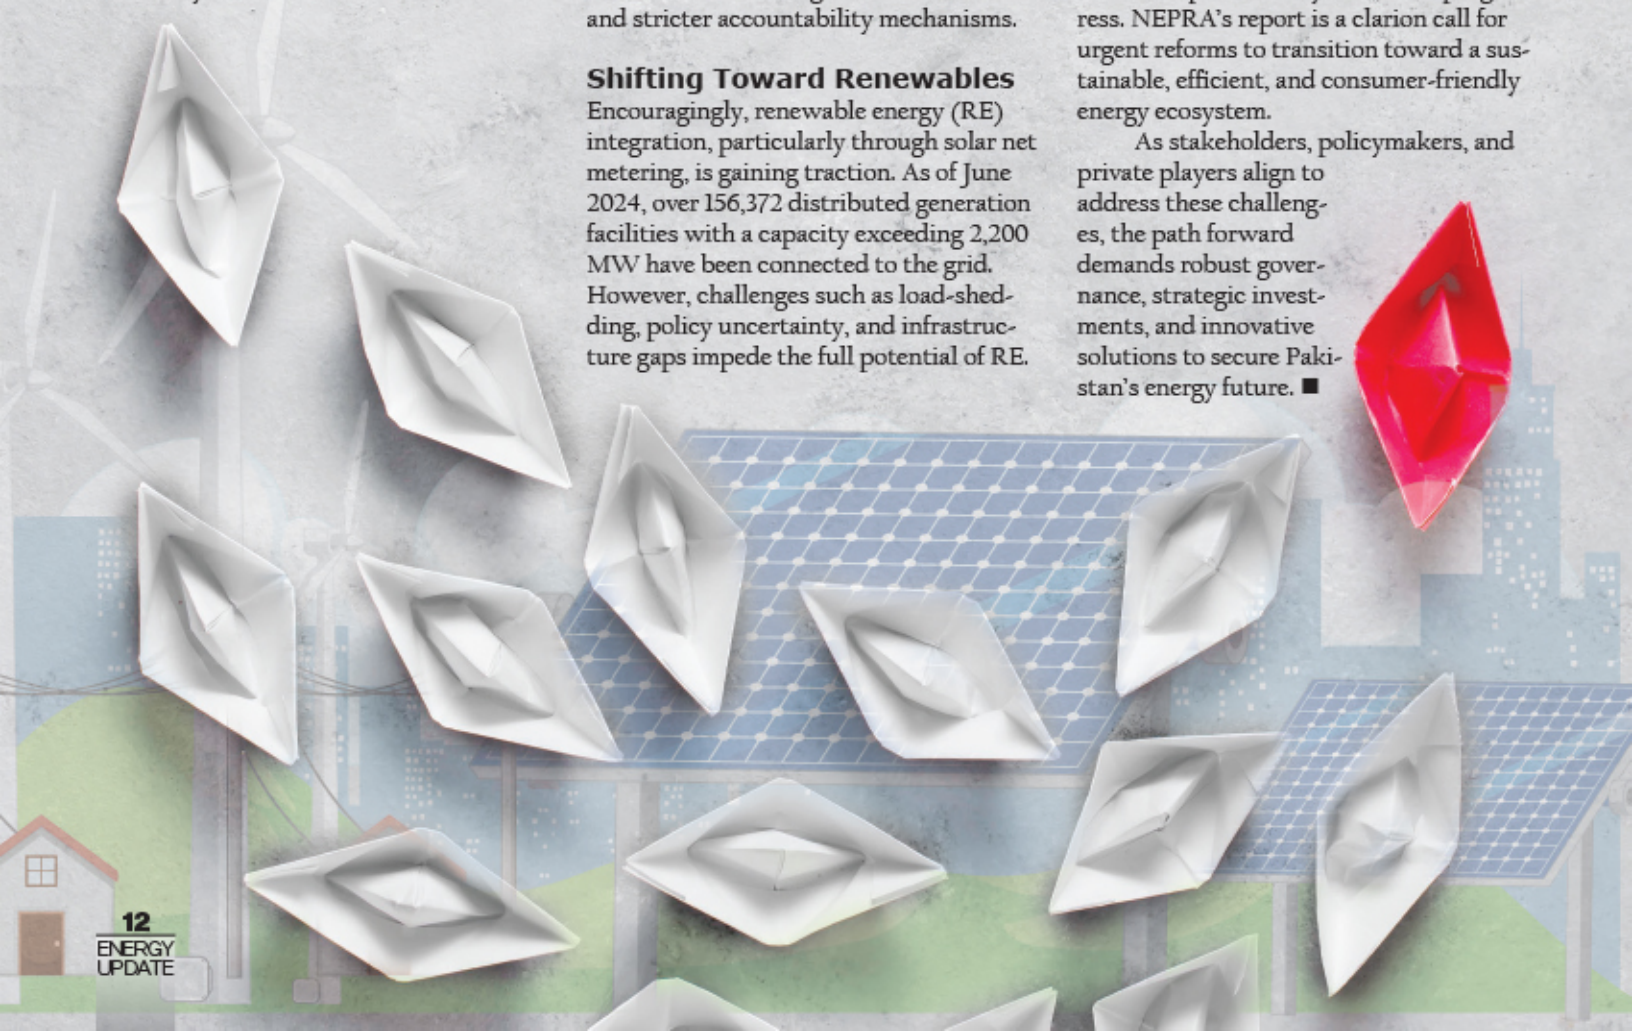 and stricter accountability mechanisms.
Shifting Toward Renewables
Encouragingly, renewable energy (RE)
integration, particularly through solar net
metering, is gaining traction. As of June
2024, over 156,372 distributed generation
facilities with a capacity exceeding 2,200
MW have been connected to the grid.
However, challenges such as load-shed-
ding, policy uncertainty, and infrastruc-
ture gaps impede the full potential of RE.
ress. NEPRA's report is a clarion call for
urgent reforms to transition toward a sus-
tainable, efficient, and consumer-friendly
energy ecosystem.
As stakeholders, policymakers, and
private players align to
address these challeng-
es, the path forward
demands robust gover-
nance, strategic invest-
ments, and innovative
solutions to secure Paki-
stan's energy future. ■
12
ENERGY
UPDATE